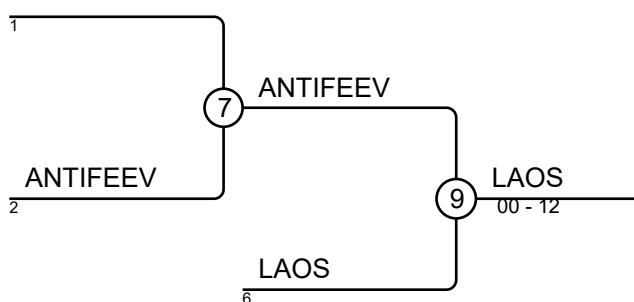 1
7
ANTIFEEV
ANTIFEEV
2
9
LAOS
00 - 12
LAOS
6